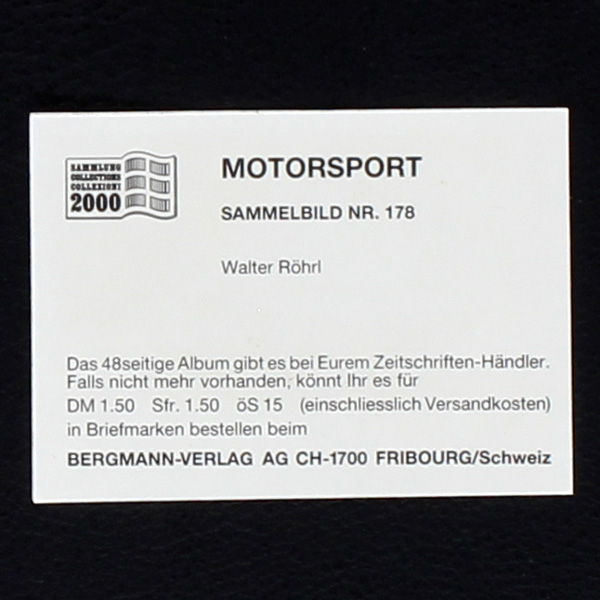 SAMMLUNG
COLLECTIONS
COLLEZIONI
2000
MOTORSPORT
SAMMELBILD NR. 178
Walter Röhrl
Das 48seitige Album gibt es bei Eurem Zeitschriften-Händler.
Falls nicht mehr vorhanden, könnt Ihr es für
DM 1.50 Sfr. 1.50 öS 15 (einschliesslich Versandkosten)
in Briefmarken bestellen beim
BERGMANN-VERLAG AG CH-1700 FRIBOURG/Schweiz